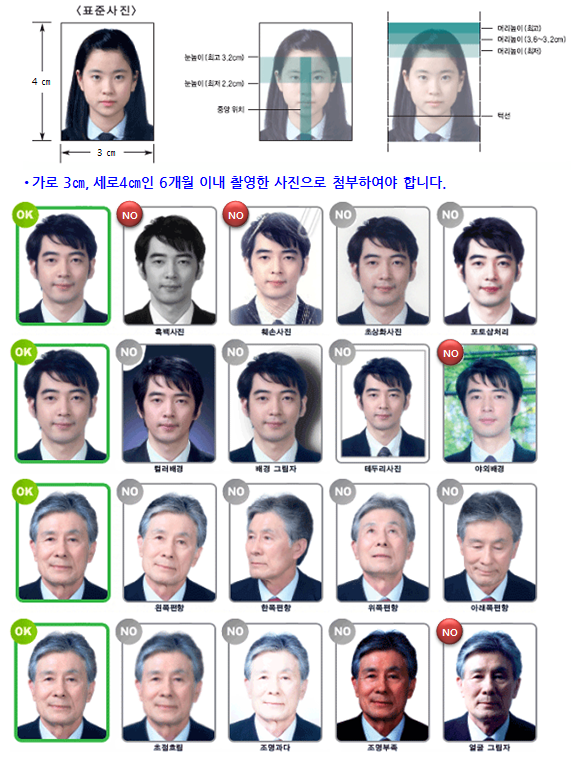 <표준사진>
4 cm
3 cm
눈높이 (최고 3.2cm)
눈높이 (최저 2.2cm)
중앙 위치
머리높이 (최고)
머리높이 (3.6~3.2cm)
머리높이 (최저)
턱선
•가로 3㎝, 세로4㎝인 6개월 이내 촬영한 사진으로 첨부하여야 합니다.
OK NO NO NO NO
흑백사진 훼손사진 초상화사진 포토샵처리
OK NO NO NO NO
컬러배경 배경 그림자 테두리사진 야외배경
OK NO NO NO NO
왼쪽편향 한쪽편향 위쪽편향 아래쪽편향
OK NO NO NO NO
초점흐림 조명과다 조명부족 얼굴 그림자